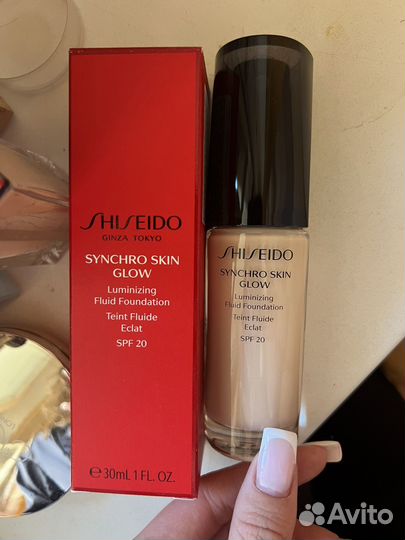 SHISEIDO
GINZA TOKYO
SYNCHRO SKIN
GLOW
Luminizing
Fluid Foundation
Teint Fluide
Eclat
SPF 20
℮30mL 1 FL. OZ.
SHISEIDO
SYNCHRO SKIN
GLOW
Luminizing
Fluid Foundation
Teint Fluide
Eclat
SPF 20
Avito